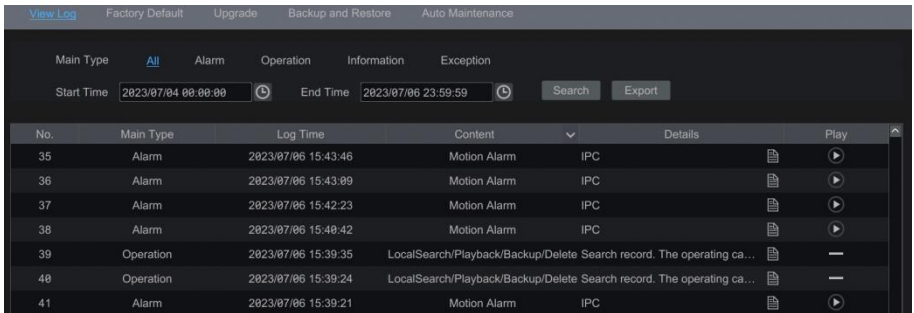 View Log Factory Default Upgrade Backup and Restore Auto Maintenance
Main Type All Alarm Operation Information Exception
Start Time 2023/07/04 00:00:00 End Time 2023/07/06 23:59:59 Search Export
No. Main Type Log Time Content Details Play
35 Alarm 2023/07/06 15:43:46 Motion Alarm IPC
36 Alarm 2023/07/06 15:43:09 Motion Alarm IPC
37 Alarm 2023/07/06 15:42:23 Motion Alarm IPC
38 Alarm 2023/07/06 15:40:42 Motion Alarm IPC
39 Operation 2023/07/06 15:39:35 LocalSearch/Playback/Backup/Delete Search record. The operating ca...
40 Operation 2023/07/06 15:39:24 LocalSearch/Playback/Backup/Delete Search record. The operating ca...
41 Alarm 2023/07/06 15:39:21 Motion Alarm IPC